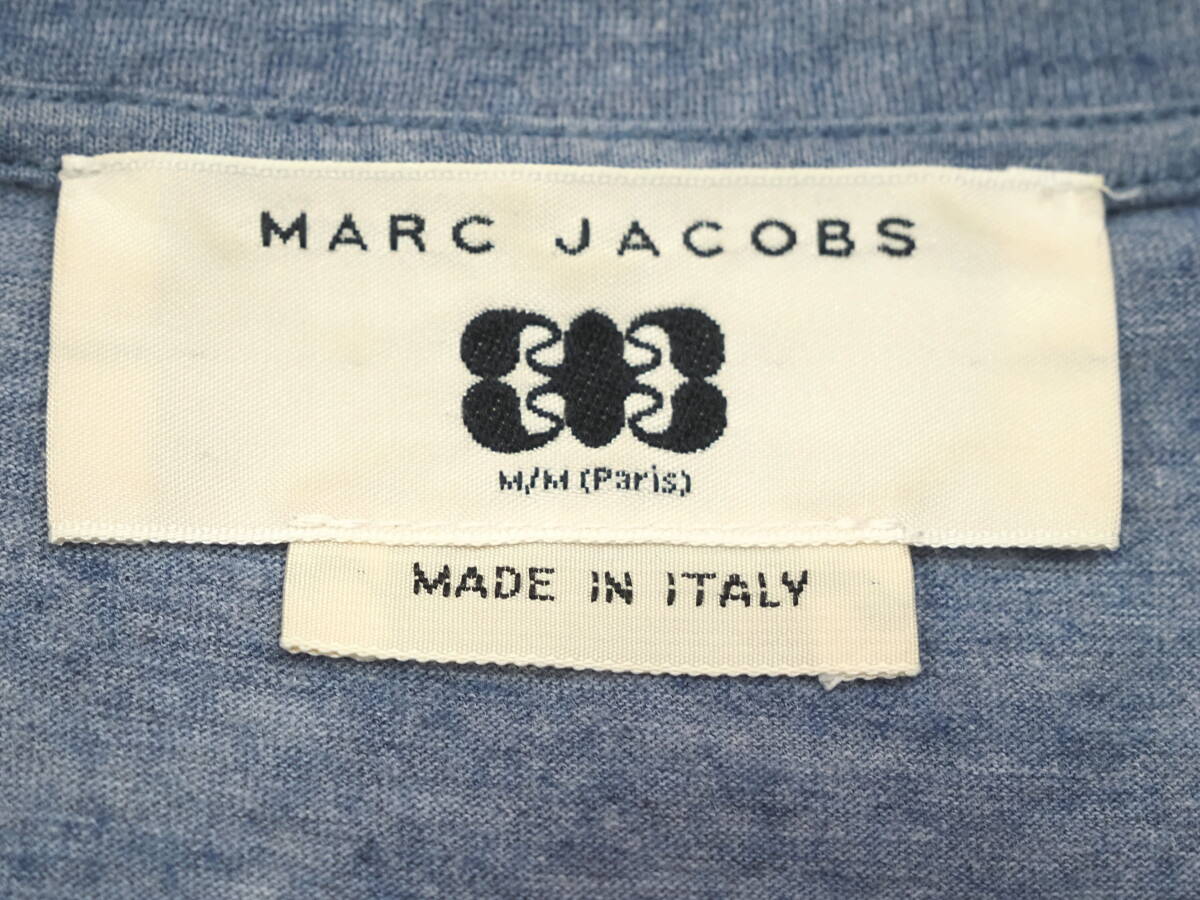 MARC JACOBS
M/M (Paris)
MADE IN ITALY